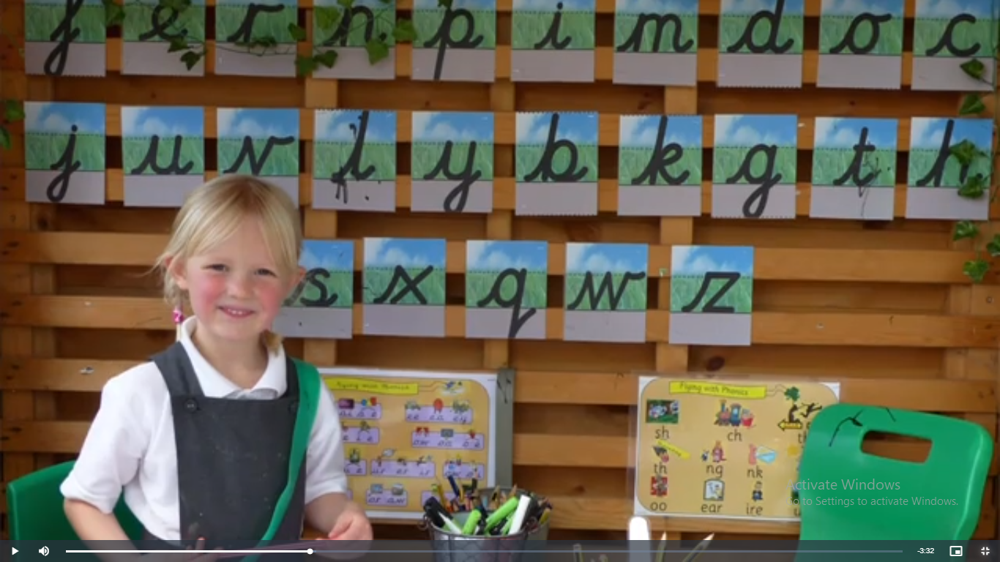 f e r n p i m d o c
j u v l y b k g t h
s x q w z
Flying with Phonics
Flying with Phonics
sh ch th
th ng nk
oo ear ire
Activate Windows
Go to Settings to activate Windows.
-3:32